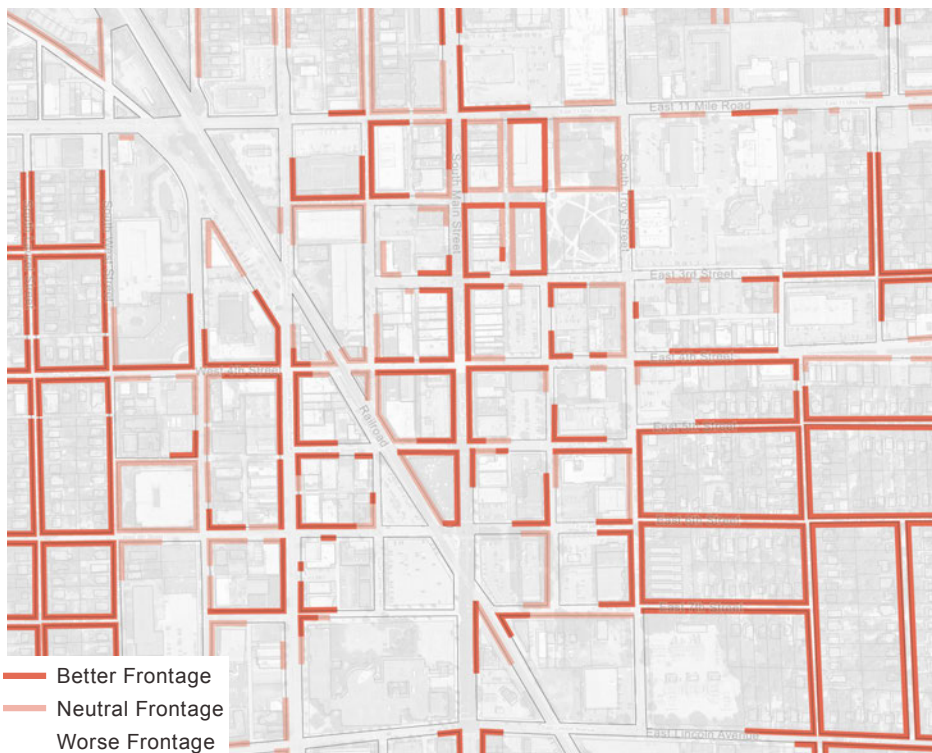 East 11 Mile Road
South Main Street
South Troy Street
East 3rd Street
East 4th Street
West 4th Street
Railroad
East 5th Street
East 6th Street
East 7th Street
East Lincoln Avenue
Better Frontage
Neutral Frontage
Worse Frontage